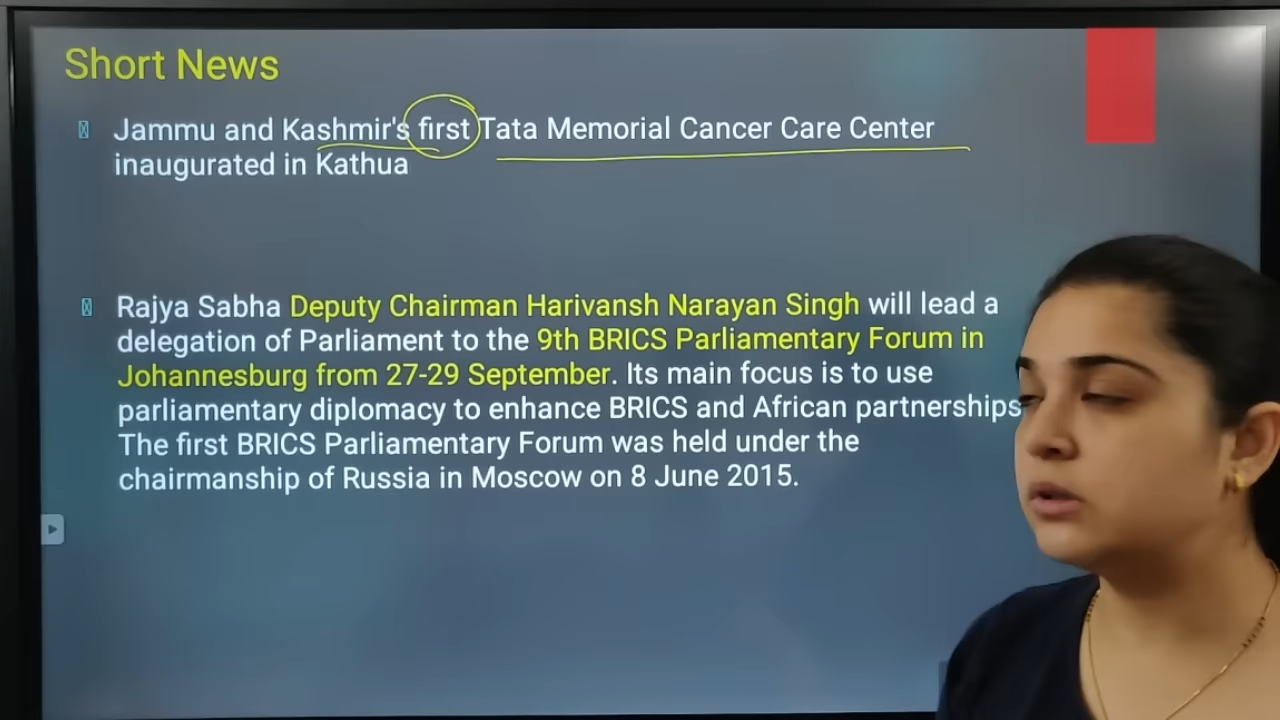 Short News
Jammu and Kashmir's first Tata Memorial Cancer Care Center
inaugurated in Kathua
Rajya Sabha Deputy Chairman Harivansh Narayan Singh will lead a
delegation of Parliament to the 9th BRICS Parliamentary Forum in
Johannesburg from 27-29 September. Its main focus is to use
parliamentary diplomacy to enhance BRICS and African partnerships
The first BRICS Parliamentary Forum was held under the
chairmanship of Russia in Moscow on 8 June 2015.